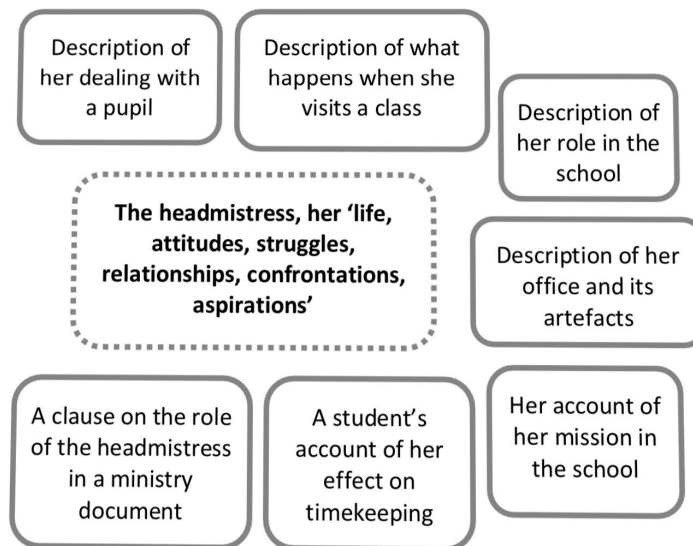 Description of
her dealing with
a pupil
Description of what
happens when she
visits a class
Description of
her role in the
school
The headmistress, her ‘life,
attitudes, struggles,
relationships, confrontations,
aspirations’
Description of her
office and its
artefacts
A clause on the role
of the headmistress
in a ministry
document
A student’s
account of her
effect on
timekeeping
Her account of
her mission in
the school